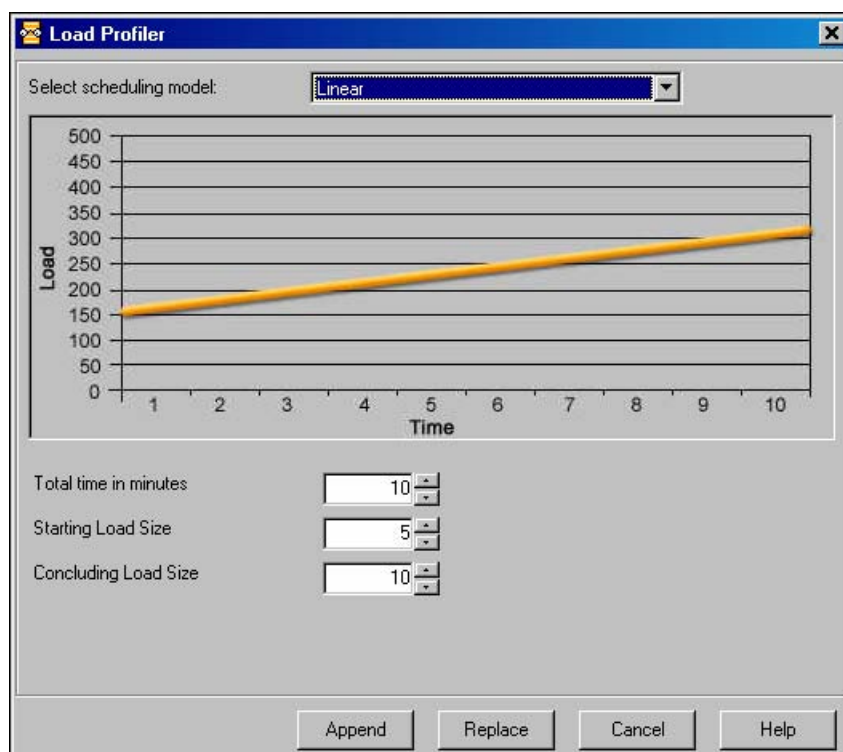 Load Profiler
Select scheduling model: Linear
500
450
400
350
300
250
200
150
100
50
0
Load
1 2 3 4 5 6 7 8 9 10
Time
Total time in minutes 10
Starting Load Size 5
Concluding Load Size 10
Append Replace Cancel Help